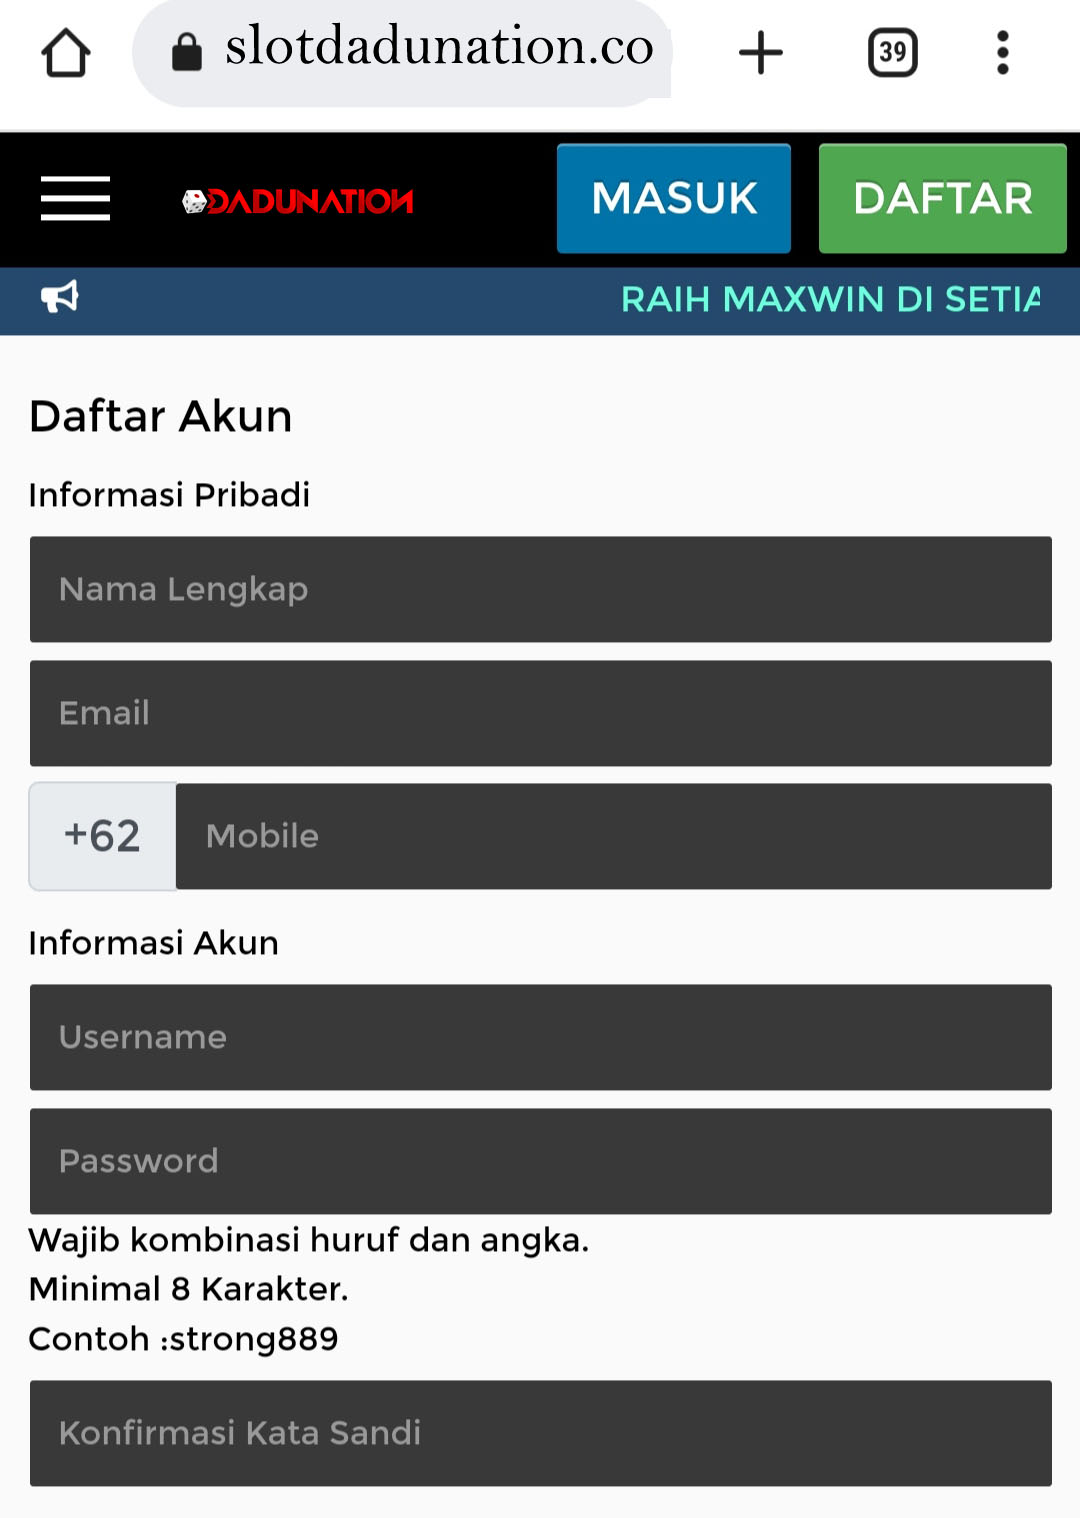 slotdadunation.co
39
DADUNATION
MASUK
DAFTAR
RAIH MAXWIN DI SETIA
Daftar Akun
Informasi Pribadi
Nama Lengkap
Email
+62
Mobile
Informasi Akun
Username
Password
Wajib kombinasi huruf dan angka.
Minimal 8 Karakter.
Contoh :strong889
Konfirmasi Kata Sandi